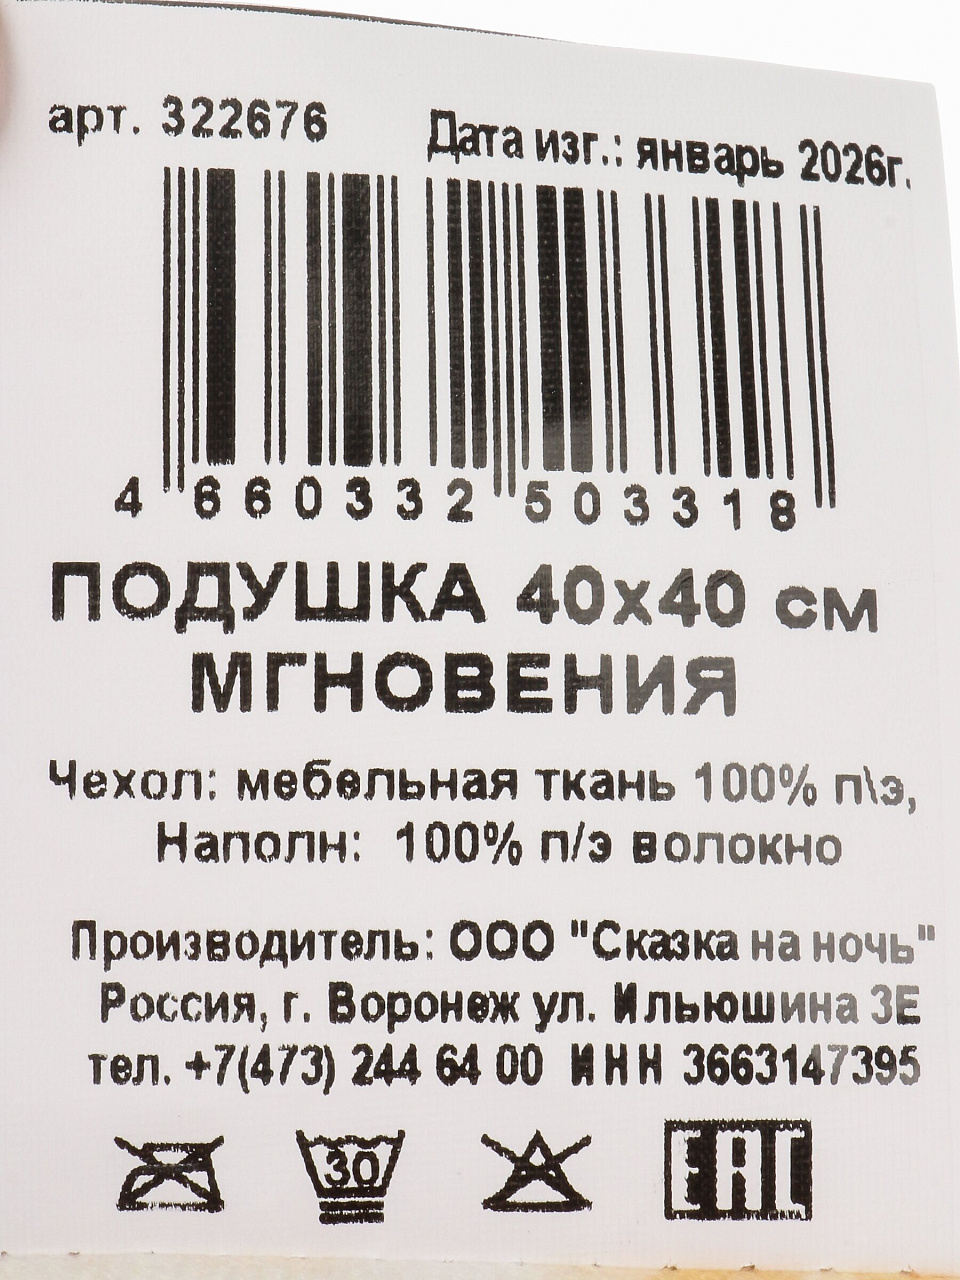 арт. 322676
Дата изг.: январь 2026г.
4 660332 503318
ПОДУШКА 40x40 см
МГНОВЕНИЯ
Чехол: мебельная ткань 100% п\э,
Наполн: 100% п/э волокно
Производитель: ООО "Сказка на ночь"
Россия, г. Воронеж ул. Ильюшина 3Е
тел. +7(473) 244 64 00 ИНН 3663147395
30 EAC